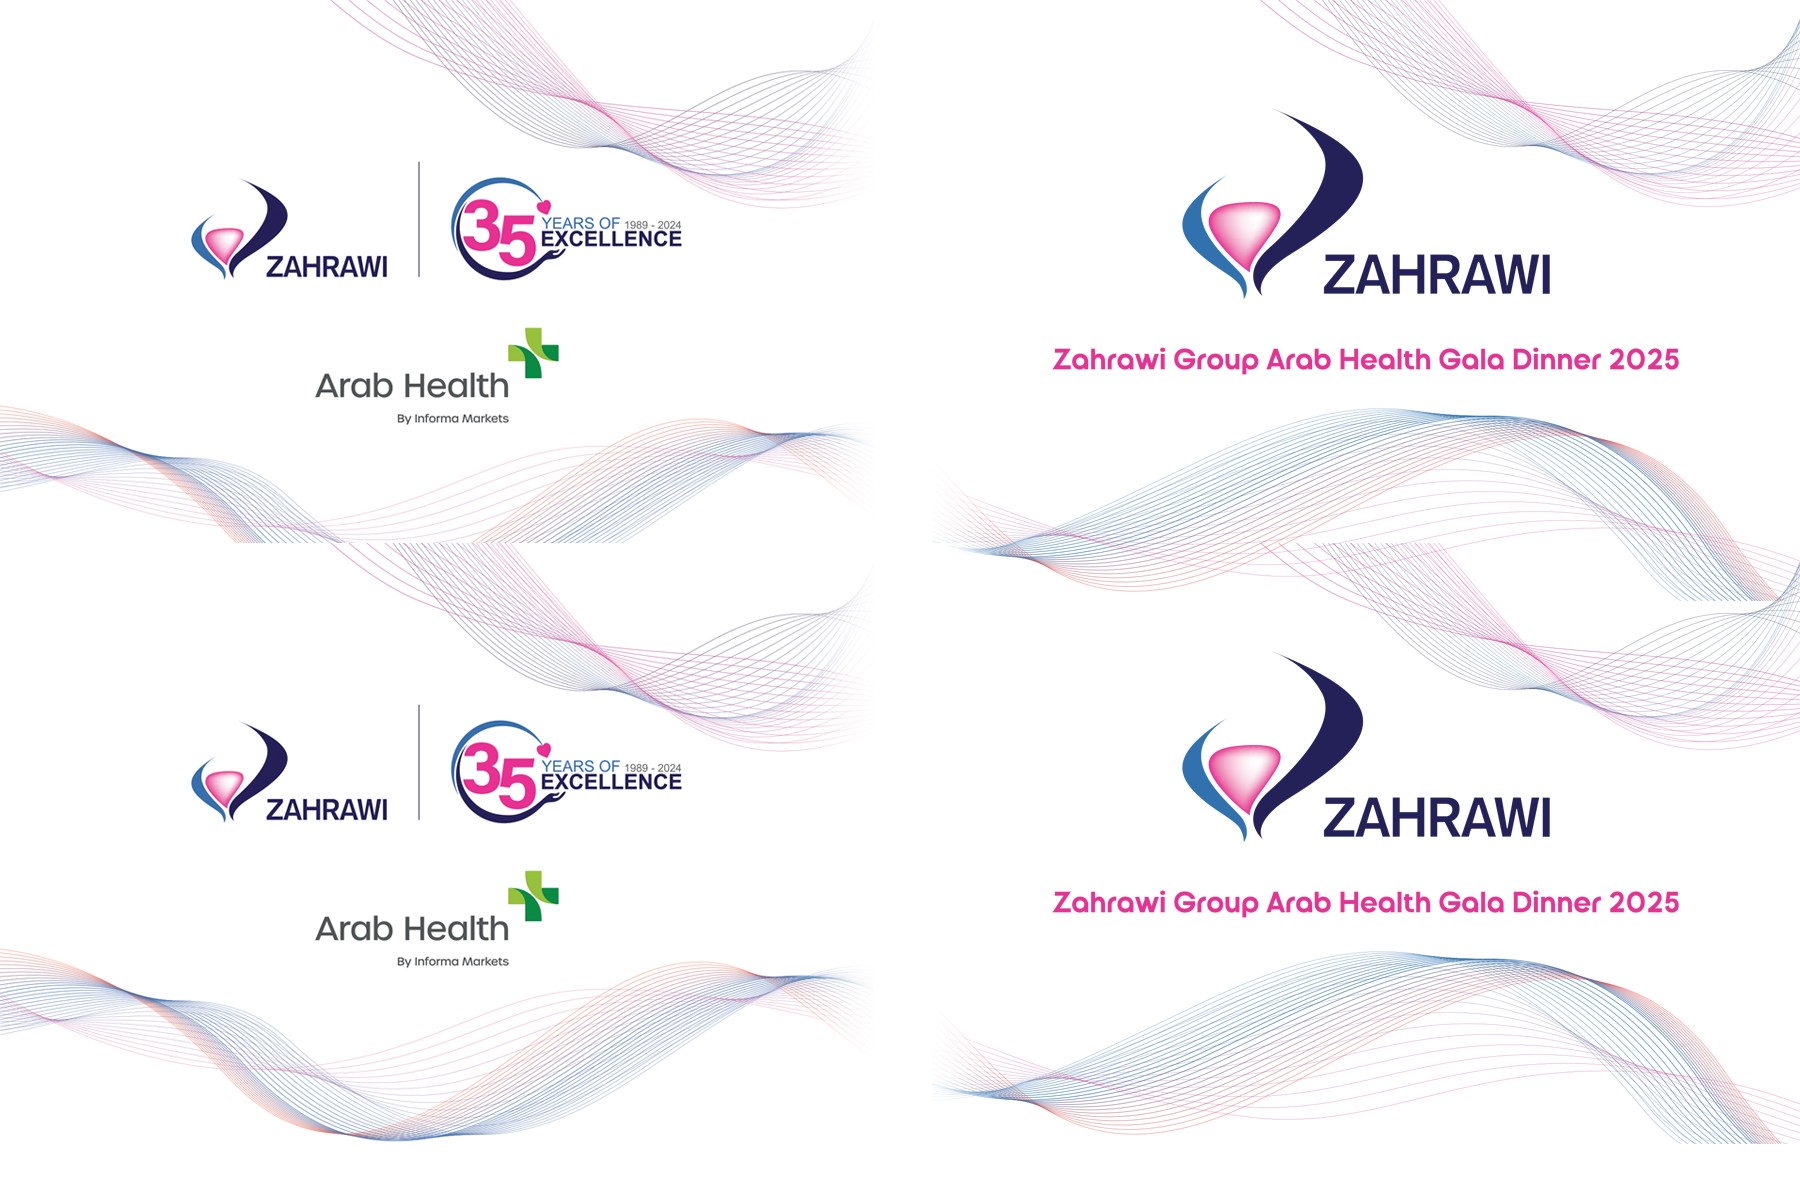 ZAHRAWI
35
YEARS OF 1989 - 2024
EXCELLENCE
Arab Health
By Informa Markets
ZAHRAWI
Zahrawi Group Arab Health Gala Dinner 2025
ZAHRAWI
35
YEARS OF 1989 - 2024
EXCELLENCE
Arab Health
By Informa Markets
ZAHRAWI
Zahrawi Group Arab Health Gala Dinner 2025